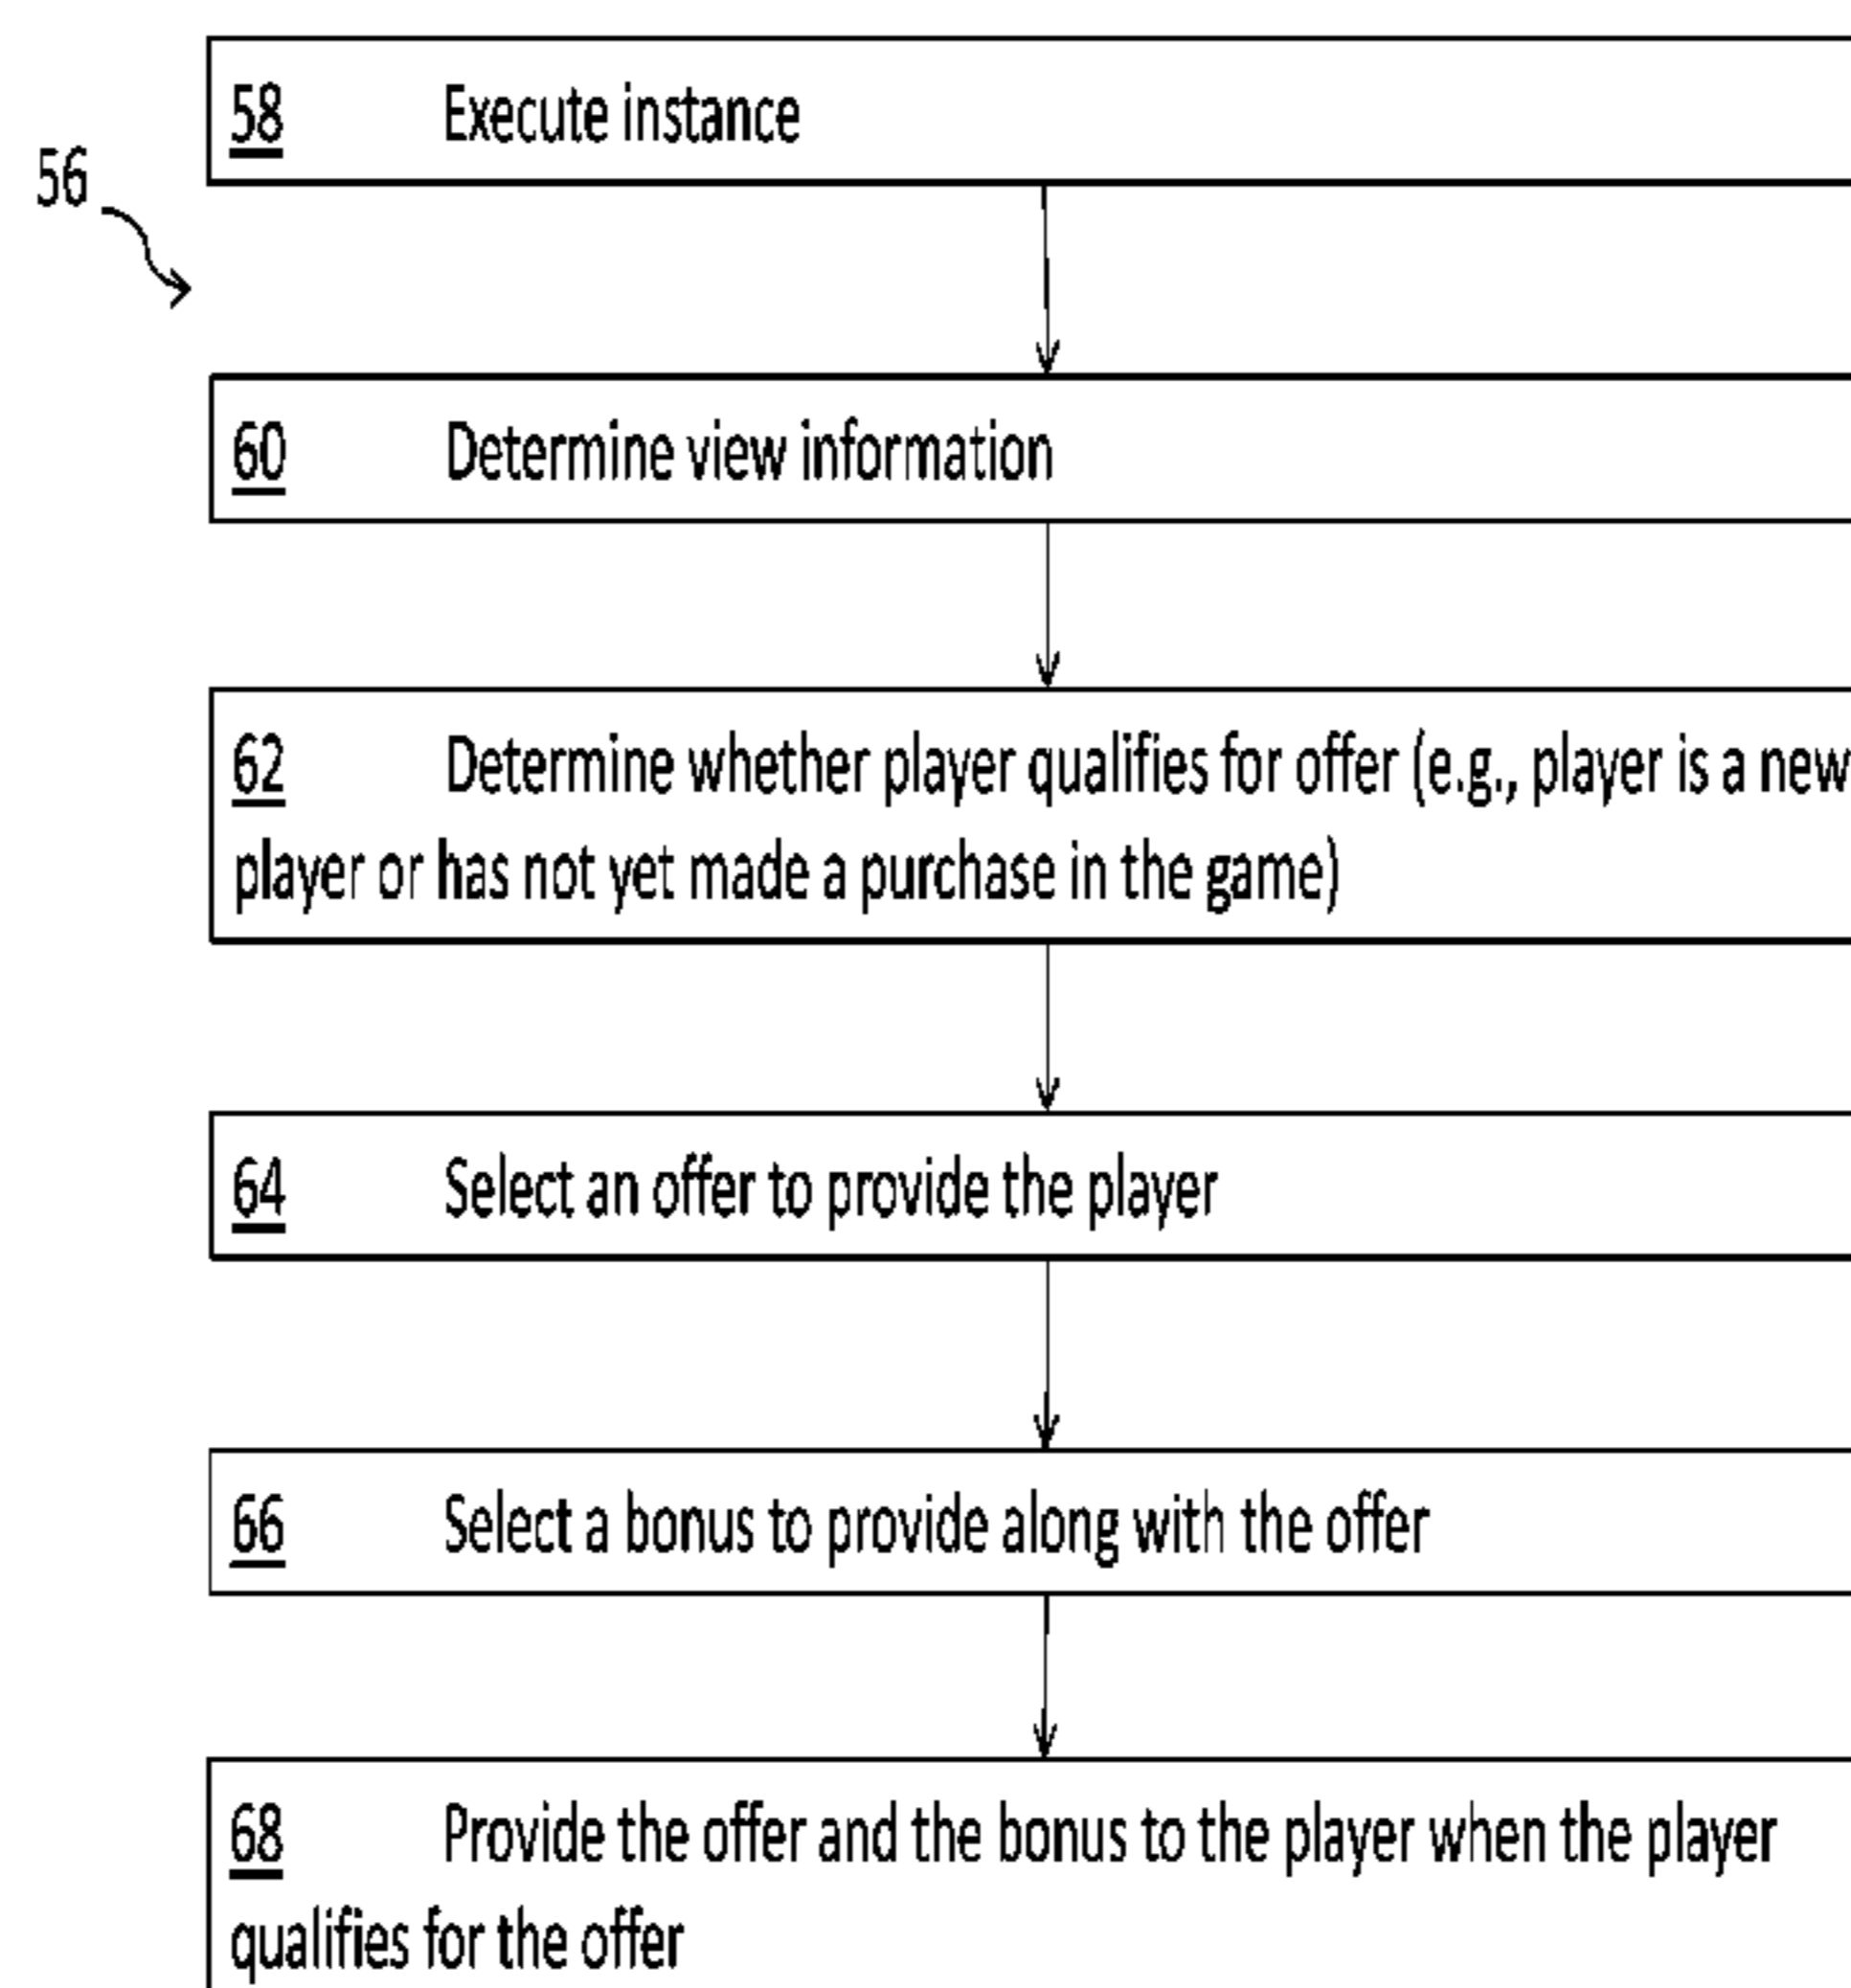 58 Execute instance
56
60 Determine view information
62 Determine whether player qualifies for offer (e.g., player is a new
player or has not yet made a purchase in the game)
64 Select an offer to provide the player
66 Select a bonus to provide along with the offer
68 Provide the offer and the bonus to the player when the player
qualifies for the offer